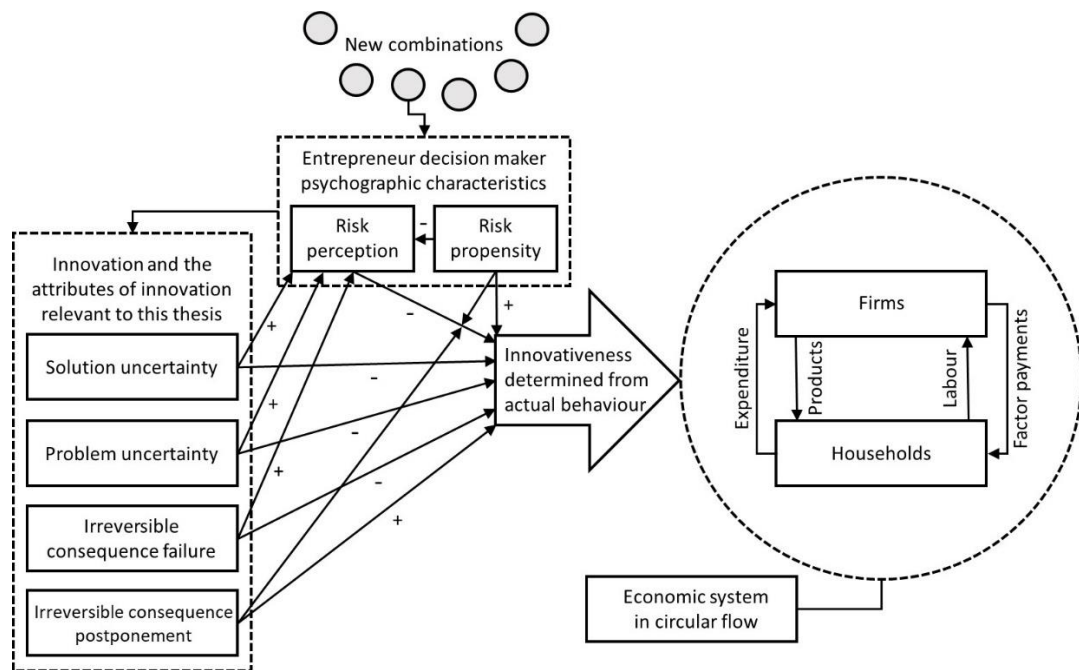 New combinations
Entrepreneur decision maker
psychographic characteristics
Risk
perception
-
Risk
propensity
Innovation and the
attributes of innovation
relevant to this thesis
Solution uncertainty
Problem uncertainty
Irreversible
consequence failure
Irreversible consequence
postponement
+
+
+
-
+
-
-
-
+
Innovativeness
determined from
actual behaviour
Firms
Expenditure
Products
Labour
Factor payments
Households
Economic system
in circular flow